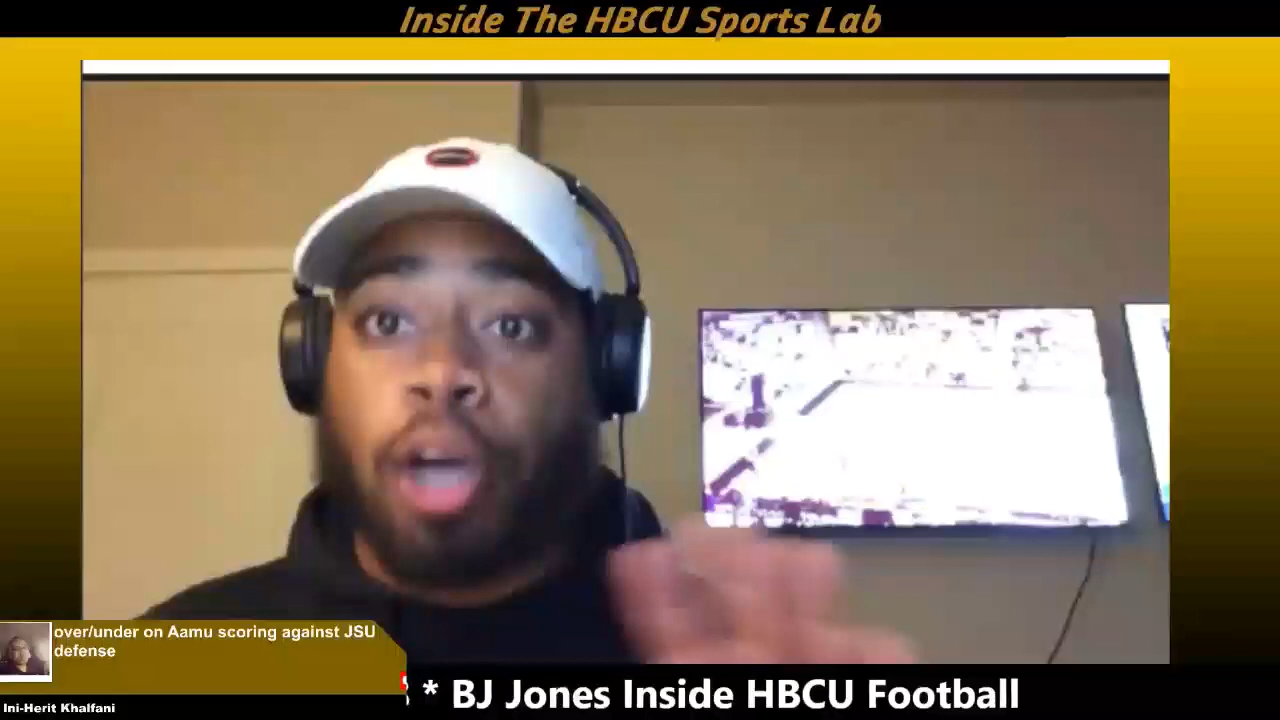 Inside The HBCU Sports Lab
over/under on Aamu scoring against JSU
defense
* BJ Jones Inside HBCU Football
Ini-Herit Khalfani